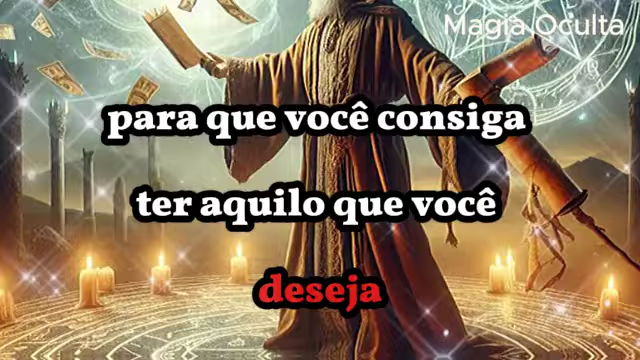 Magia Oculta
para que você consiga
ter aquilo que você
deseja